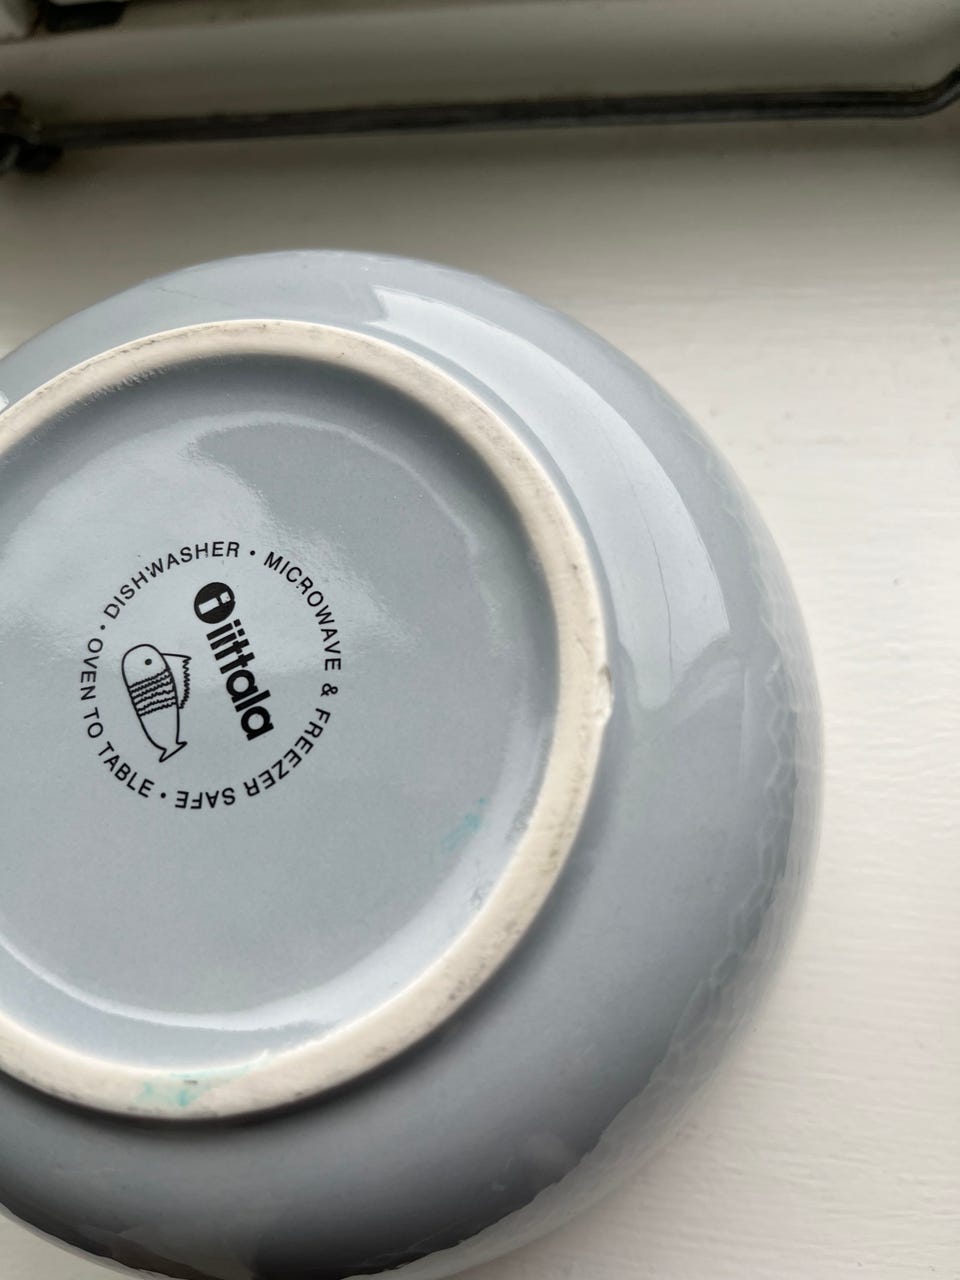 i iittala
OVEN TO TABLE • DISHWASHER • MICROWAVE & FREEZER SAFE •